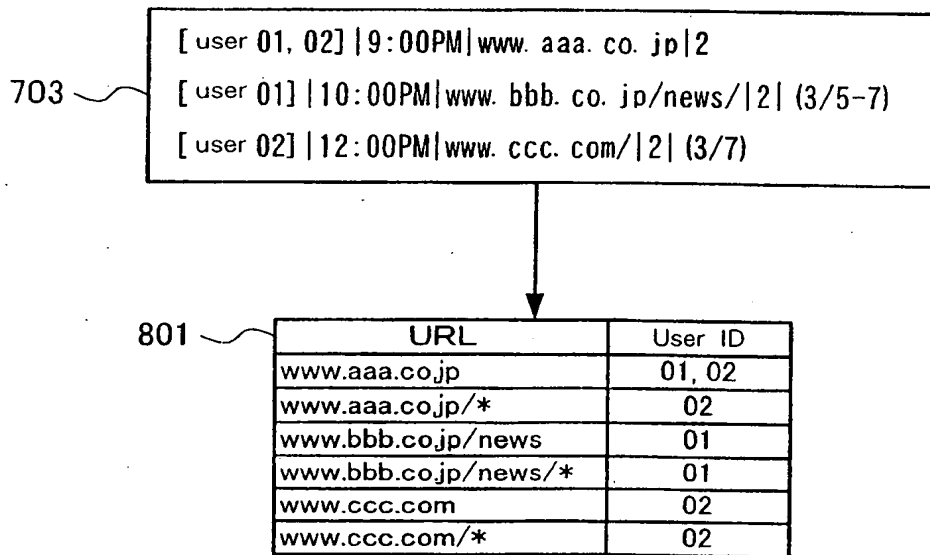 [user 01, 02]|9:00PM|www. aaa. co. jp|2
703
[user 01]|10:00PM|www. bbb. co. jp/news/|2|(3/5-7)
[user 02]|12:00PM|www. ccc. com/|2|(3/7)
801
URL User ID
www.aaa.co.jp 01, 02
www.aaa.co.jp/* 02
www.bbb.co.jp/news 01
www.bbb.co.jp/news/* 01
www.ccc.com 02
www.ccc.com/* 02